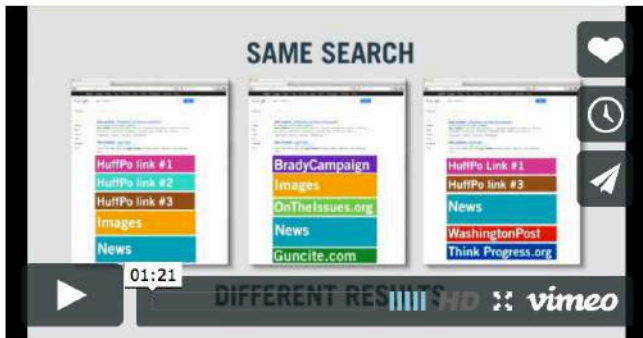 SAME SEARCH
HuffPo link #1
HuffPo link #2
HuffPo link #3
Images
News
BradyCampaign
Images
OnTheIssues.org
News
Guncite.com
HuffPo Link #1
HuffPo link #3
News
WashingtonPost
Think Progress.org
01:21
DIFFERENT RESULTS
HD vimeo